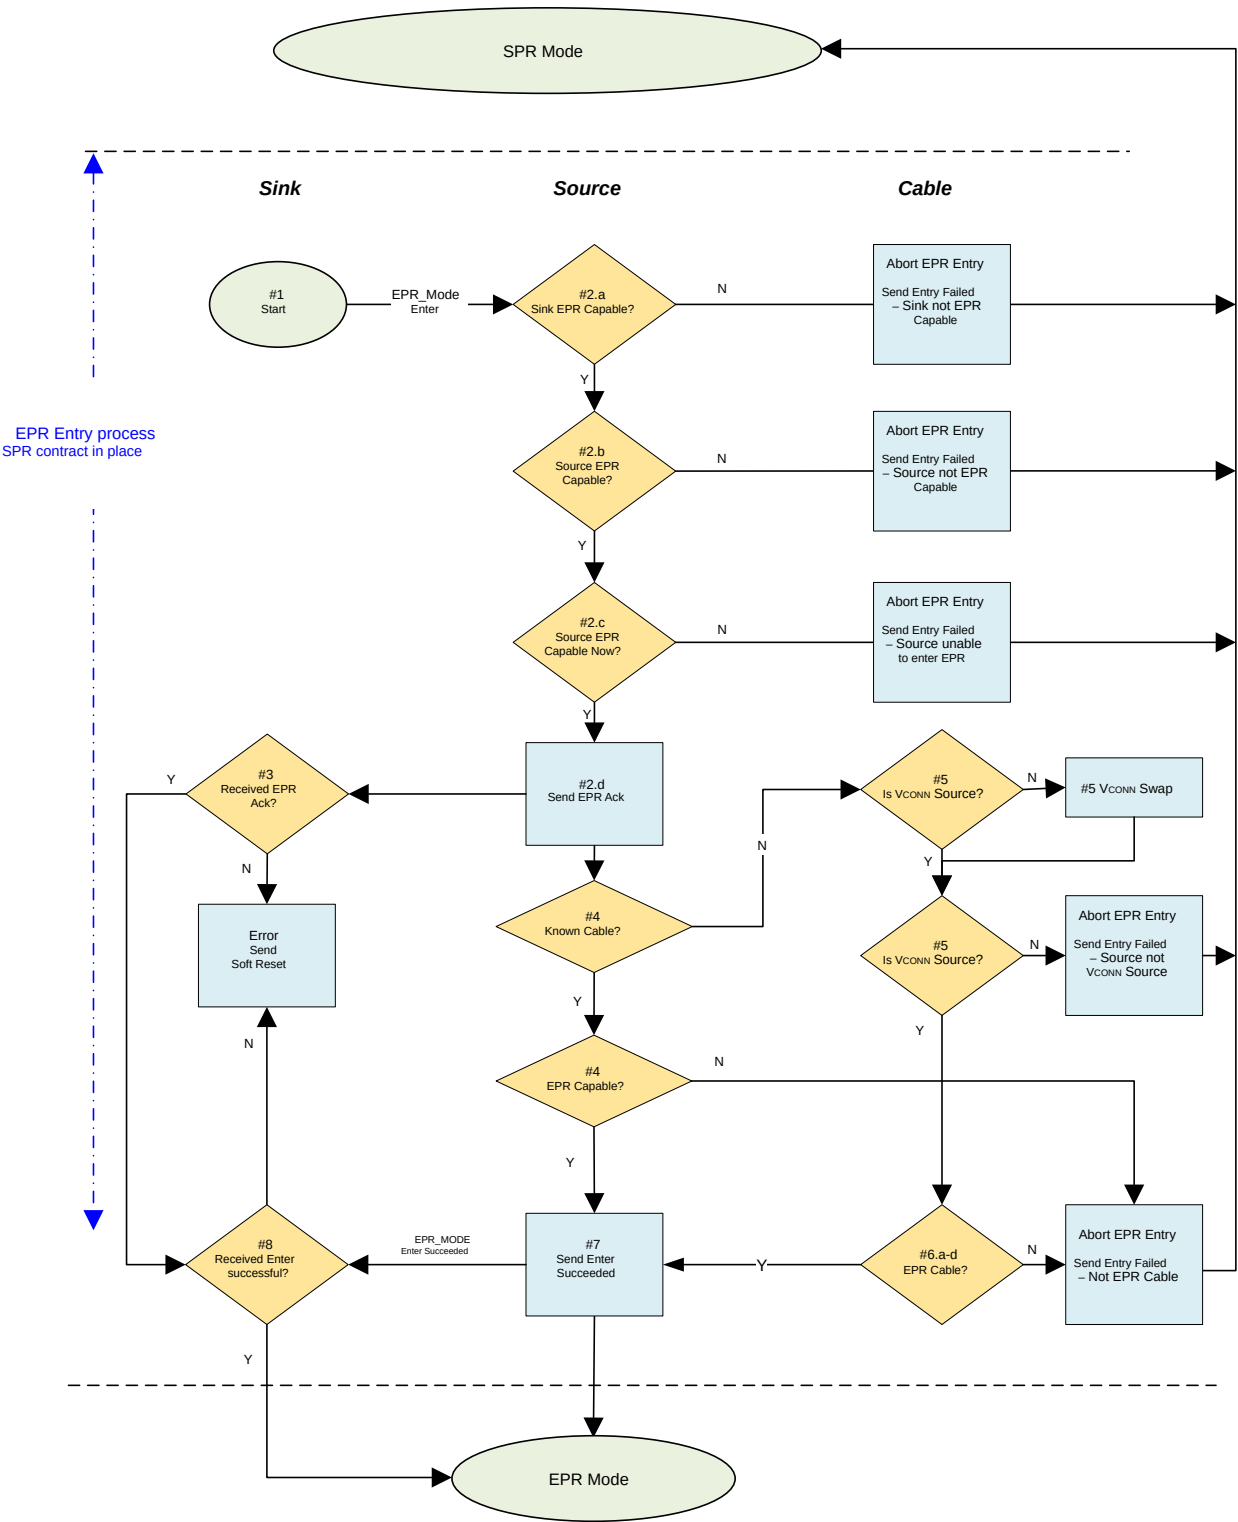 SPR Mode
Sink
Source
Cable
#1
Start
EPR_Mode
Enter
#2.a
Sink EPR Capable?
N
Abort EPR Entry
Send Entry Failed
– Sink not EPR
Capable
Y
EPR Entry process
SPR contract in place
#2.b
Source EPR
Capable?
N
Abort EPR Entry
Send Entry Failed
– Source not EPR
Capable
Y
#2.c
Source EPR
Capable Now?
N
Abort EPR Entry
Send Entry Failed
– Source unable
to enter EPR
Y
Y
#3
Received EPR
Ack?
#2.d
Send EPR Ack
#5
Is VCONN Source?
N
#5 VCONN Swap
N
N
Y
#4
Known Cable?
Error
Send
Soft Reset
#5
Is VCONN Source?
N
Abort EPR Entry
Send Entry Failed
– Source not
VCONN Source
Y
Y
N
#4
EPR Capable?
N
Y
#8
Received Enter
successful?
EPR_MODE
Enter Succeeded
#7
Send Enter
Succeeded
Y
#6.a-d
EPR Cable?
N
Abort EPR Entry
Send Entry Failed
– Not EPR Cable
Y
EPR Mode